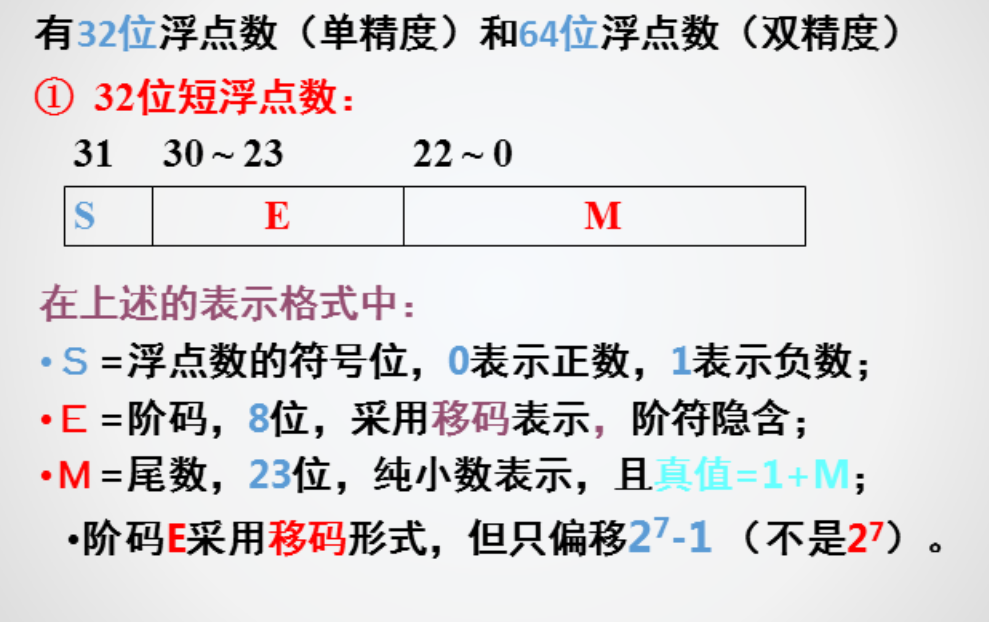 有32位浮点数（单精度）和64位浮点数（双精度）
① 32位短浮点数：
31 30 ~ 23 22 ~ 0
S E M
在上述的表示格式中：
• S =浮点数的符号位，0表示正数，1表示负数；
• E =阶码，8位，采用移码表示，阶符隐含；
• M =尾数，23位，纯小数表示，且真值=1+M；
•阶码E采用移码形式，但只偏移2⁷-1 （不是2⁷）。